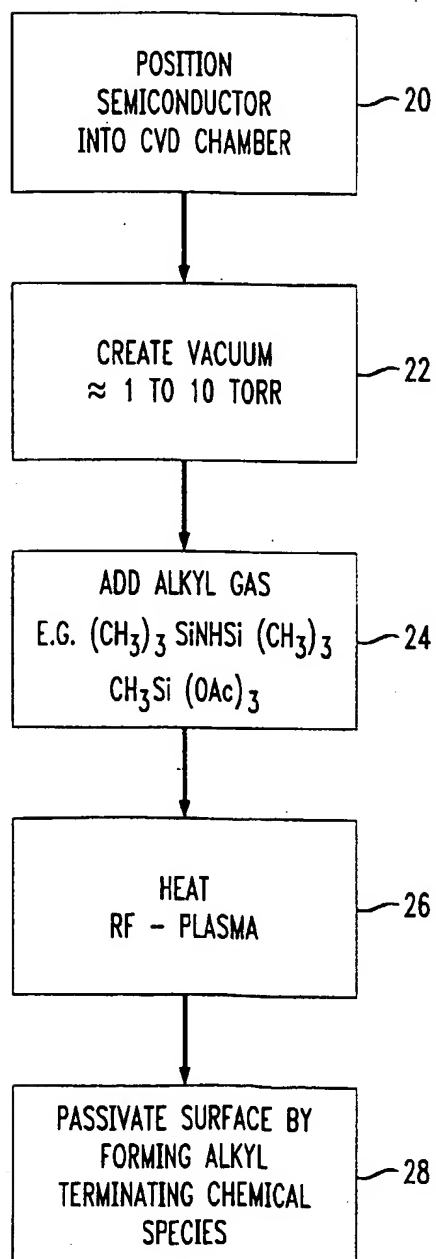 POSITION
SEMICONDUCTOR
INTO CVD CHAMBER
20
CREATE VACUUM
≈ 1 TO 10 TORR
22
ADD ALKYL GAS
E.G. (CH₃)₃ SiNHSi (CH₃)₃
CH₃Si (OAc)₃
24
HEAT
RF - PLASMA
26
PASSIVATE SURFACE BY
FORMING ALKYL
TERMINATING CHEMICAL
SPECIES
28